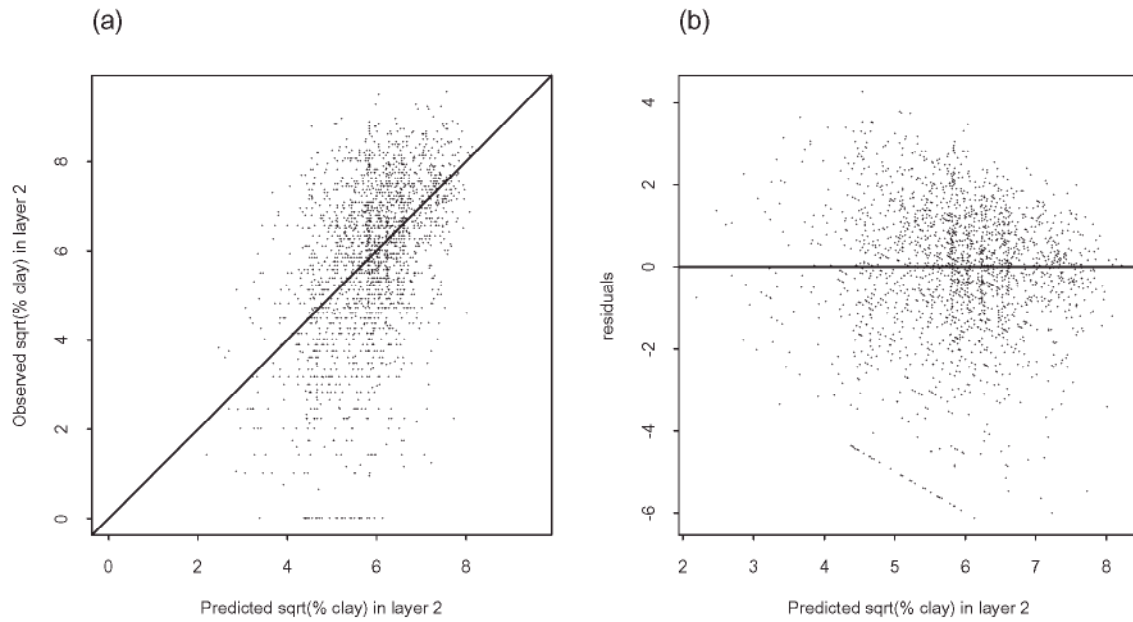 (a)
Observed sqrt(% clay) in layer 2
8
6
4
2
0
0 2 4 6 8
Predicted sqrt(% clay) in layer 2
(b)
residuals
4
2
0
-2
-4
-6
2 3 4 5 6 7 8
Predicted sqrt(% clay) in layer 2